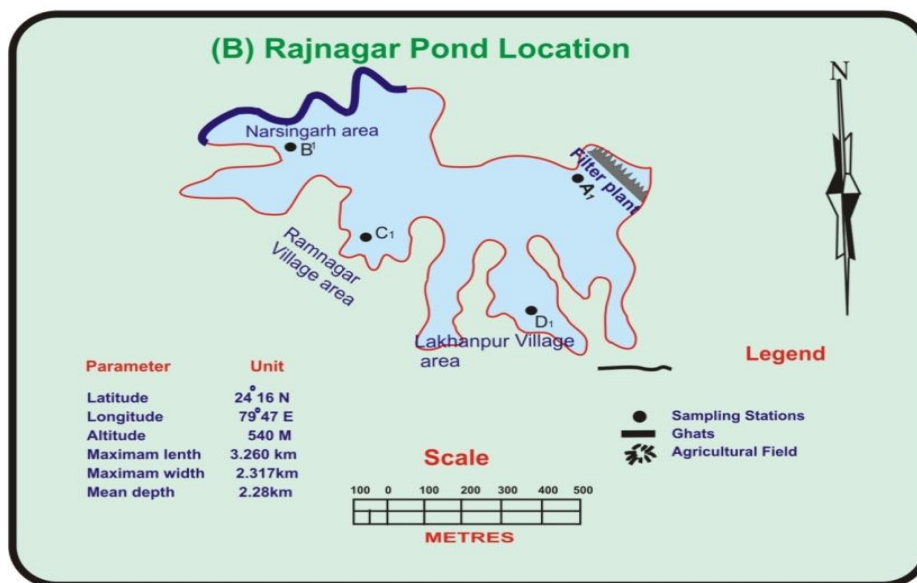 (B) Rajnagar Pond Location
N
Narsingarh area
B1
Filter plant
A1
C1
Ramnagar
Village area
D1
Lakhanpur Village
area
Parameter Unit
Latitude 24°16 N
Longitude 79°47 E
Altitude 540 M
Maximam lenth 3.260 km
Maximam width 2.317km
Mean depth 2.28km
Scale
100 0 100 200 300 400 500
METRES
Legend
Sampling Stations
Ghats
Agricultural Field